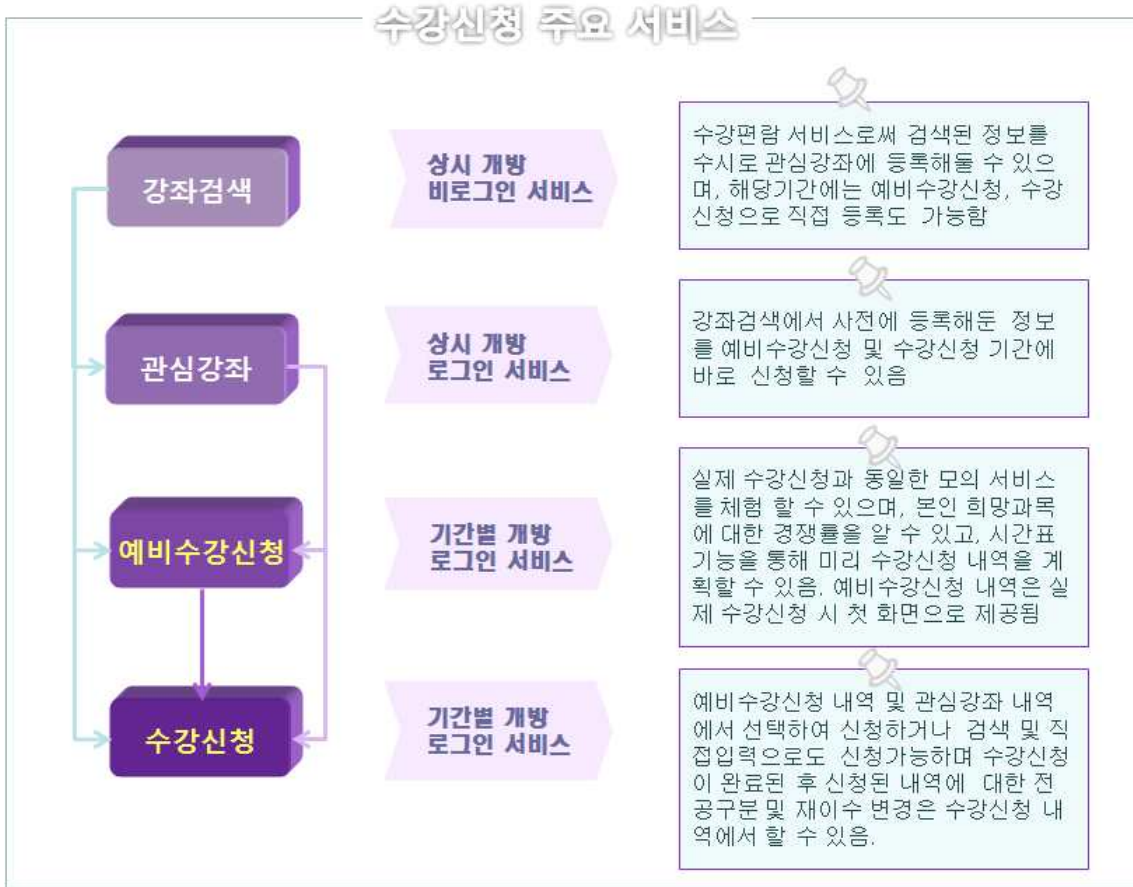 수강신청 주요 서비스
강좌검색
상시 개방
비로그인 서비스
수강편람 서비스로써 검색된 정보를
수시로 관심강좌에 등록해둘 수 있으
며, 해당기간에는 예비수강신청, 수강
신청으로 직접 등록도 가능함
관심강좌
상시 개방
로그인 서비스
강좌검색에서 사전에 등록해둔 정보
를 예비수강신청 및 수강신청 기간에
바로 신청할 수 있음
예비수강신청
기간별 개방
로그인 서비스
실제 수강신청과 동일한 모의 서비스
를 체험 할 수 있으며, 본인 희망과목
에 대한 경쟁률을 알 수 있고, 시간표
기능을 통해 미리 수강신청 내역을 계
획할 수 있음. 예비수강신청 내역은 실
제 수강신청 시 첫 화면으로 제공됨
수강신청
기간별 개방
로그인 서비스
예비수강신청 내역 및 관심강좌 내역
에서 선택하여 신청하거나 검색 및 직
접입력으로도 신청가능하며 수강신청
이 완료된 후 신청된 내역에 대한 전
공구분 및 재이수 변경은 수강신청 내
역에서 할 수 있음.